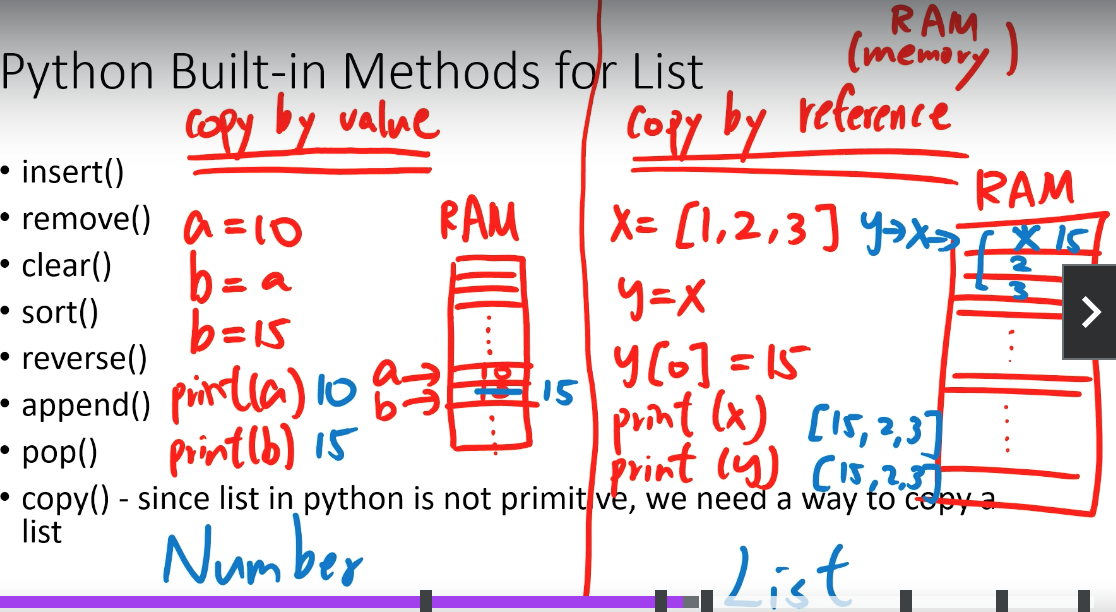 RAM
(memory)
Python Built-in Methods for List
copy by value
copy by reference
• insert()
• remove()
• clear()
• sort()
• reverse()
• append()
• pop()
• copy() - since list in python is not primitive, we need a way to copy a
list
a=10
b=a
b=15
print(a) 10
print(b) 15
RAM
a→ 10
b→ 10 15
Number
x= [1,2,3]
y=x
y[0] = 15
print (x) [15,2,3]
print (y) [15,2,3]
RAM
y→x→ [ 1 15
2
3
List